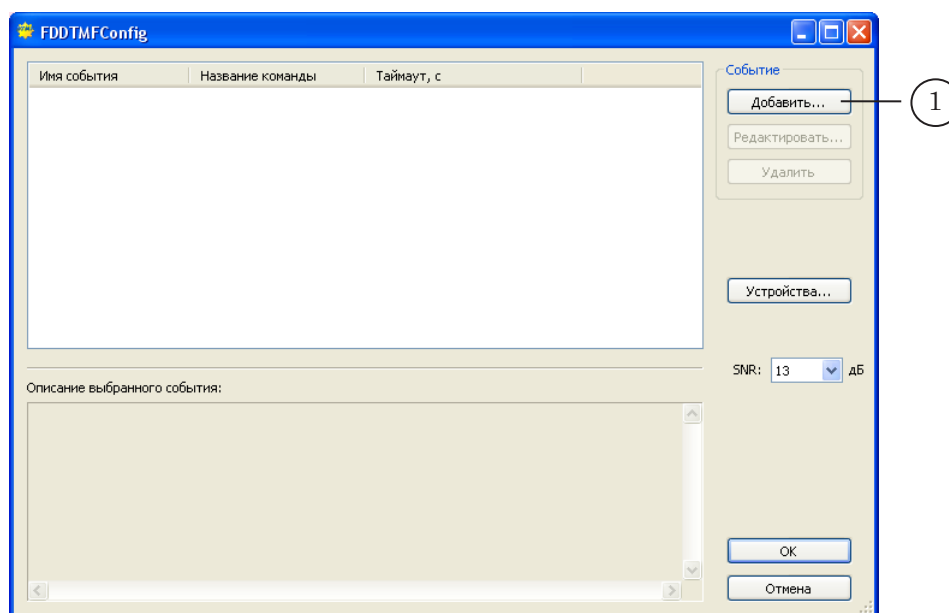 FDDTMFConfig
Имя события Название команды Таймаут, с
Событие
Добавить...
1
Редактировать...
Удалить
Устройства...
SNR: 13 дБ
Описание выбранного события:
OK
Отмена